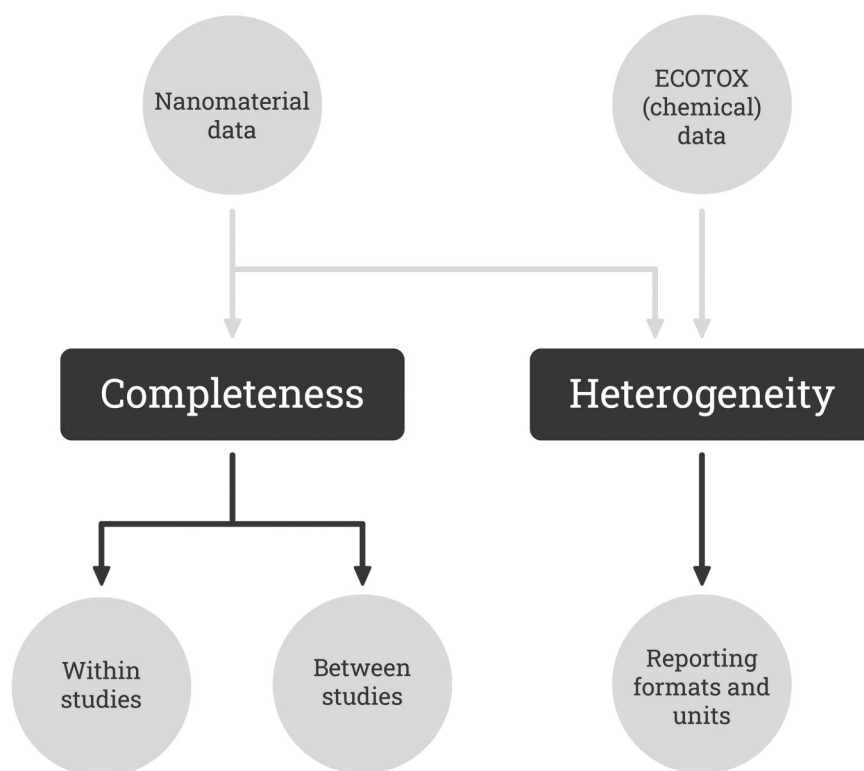 Nanomaterial
data
ECOTOX
(chemical)
data
Completeness
Heterogeneity
Within
studies
Between
studies
Reporting
formats and
units